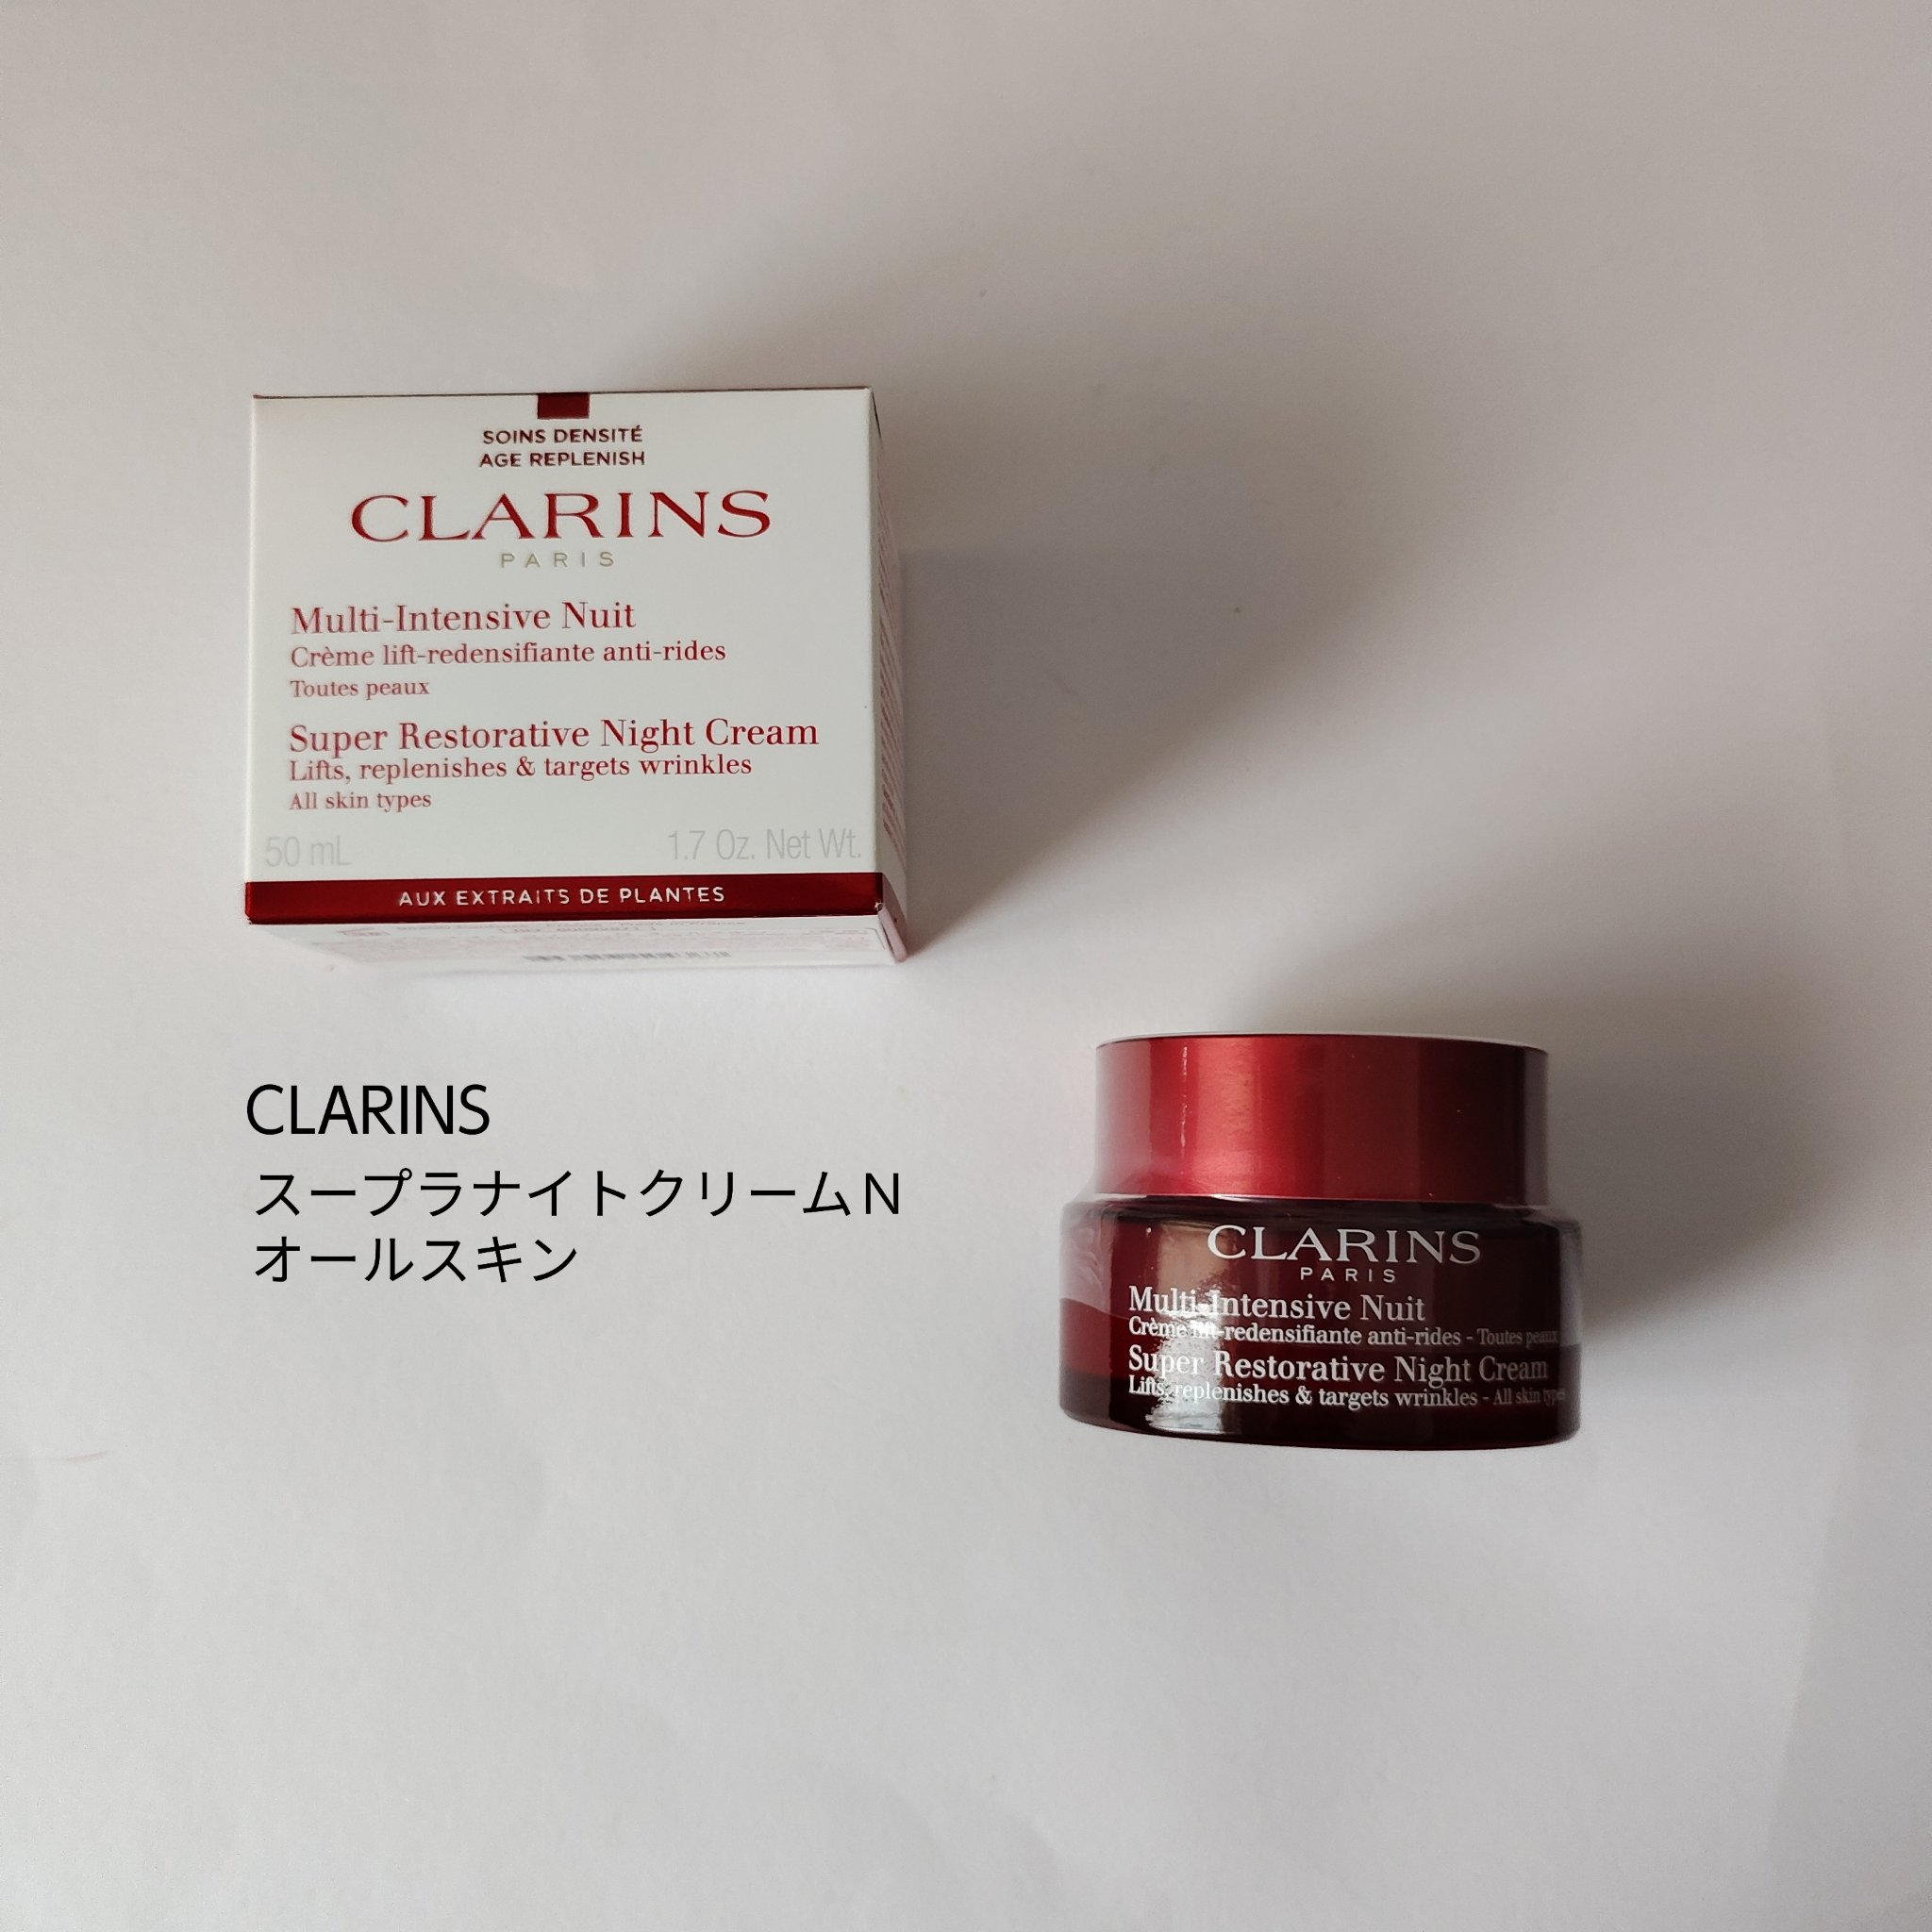 SOINS DENSITÉ
AGE REPLENISH
CLARINS
PARIS
Multi-Intensive Nuit
Crème lift-redensifiante anti-rides
Toutes peaux
Super Restorative Night Cream
Lifts, replenishes & targets wrinkles
All skin types
50 mL 1.7 Oz. Net Wt.
AUX EXTRAITS DE PLANTES
CLARINS
スープラナイトクリームN
オールスキン
CLARINS
PARIS
Multi-Intensive Nuit
Crème lift-redensifiante anti-rides - Toutes peaux
Super Restorative Night Cream
Lifts, replenishes & targets wrinkles - All skin types